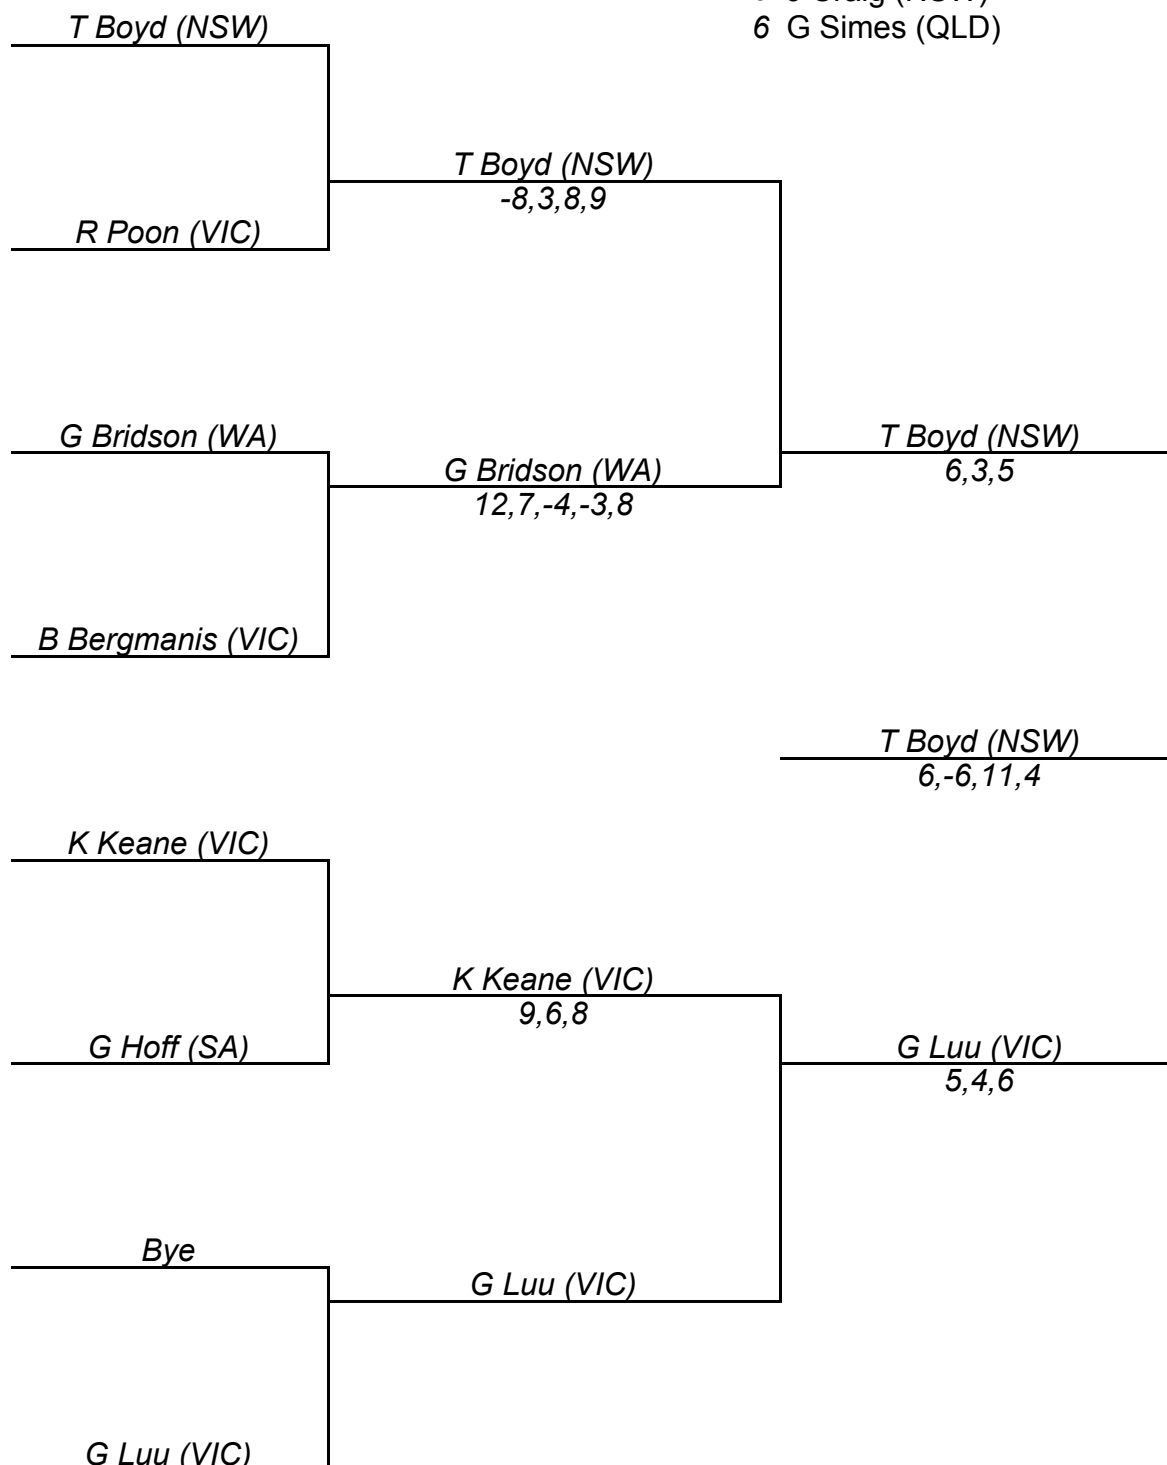 T Boyd (NSW)
6 G Simes (QLD)
T Boyd (NSW)
-8,3,8,9
R Poon (VIC)
G Bridson (WA)
T Boyd (NSW)
6,3,5
G Bridson (WA)
12,7,-4,-3,8
B Bergmanis (VIC)
T Boyd (NSW)
6,-6,11,4
K Keane (VIC)
K Keane (VIC)
9,6,8
G Hoff (SA)
G Luu (VIC)
5,4,6
Bye
G Luu (VIC)
G Luu (VIC)